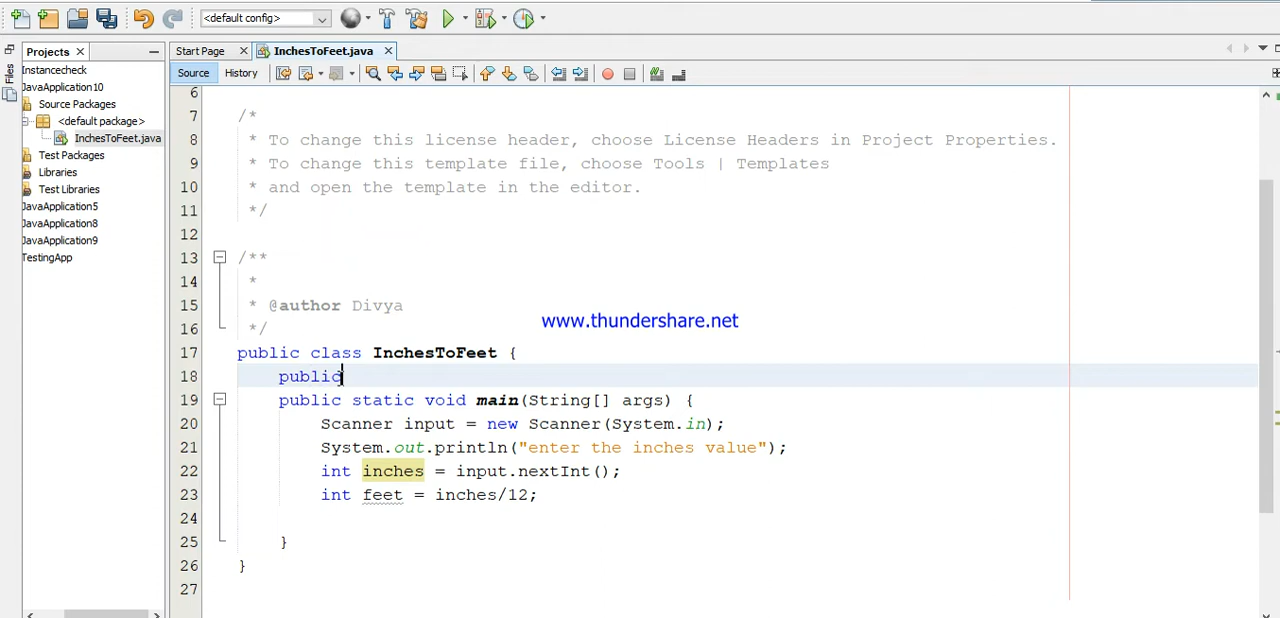 <default config>
Projects
Start Page
InchesToFeet.java
Files
Source
History
Instancecheck
JavaApplication10
Source Packages
<default package>
InchesToFeet.java
Test Packages
Libraries
Test Libraries
JavaApplication5
JavaApplication8
JavaApplication9
TestingApp
6
7 /*
8 * To change this license header, choose License Headers in Project Properties.
9 * To change this template file, choose Tools | Templates
10 * and open the template in the editor.
11 */
12
13 /**
14 *
15 * @author Divya
16 */
www.thundershare.net
17 public class InchesToFeet {
18 public
19 public static void main(String[] args) {
20 Scanner input = new Scanner(System.in);
21 System.out.println("enter the inches value");
22 int inches = input.nextInt();
23 int feet = inches/12;
24
25 }
26 }
27